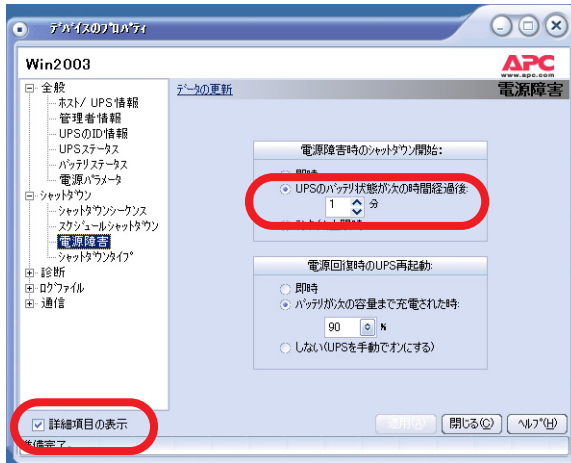 デバイスのプロパティ
Win2003
APC
www.apc.com
全般
ホスト/ UPS情報
管理者情報
UPSのID情報
UPSステータス
バッテリステータス
電源パラメータ
シャットダウン
シャットダウンシーケンス
スケジュールシャットダウン
電源障害
シャットダウンタイプ
診断
ログファイル
通信
詳細項目の表示
準備完了.
データの更新
電源障害
電源障害時のシャットダウン開始:
即時
UPSのバッテリ状態が次の時間経過後:
1 分
電源回復時のUPS再起動:
即時
バッテリが次の容量まで充電された時:
90 %
しない(UPSを手動でオンにする)
適用(A)
閉じる(C)
ヘルプ(H)